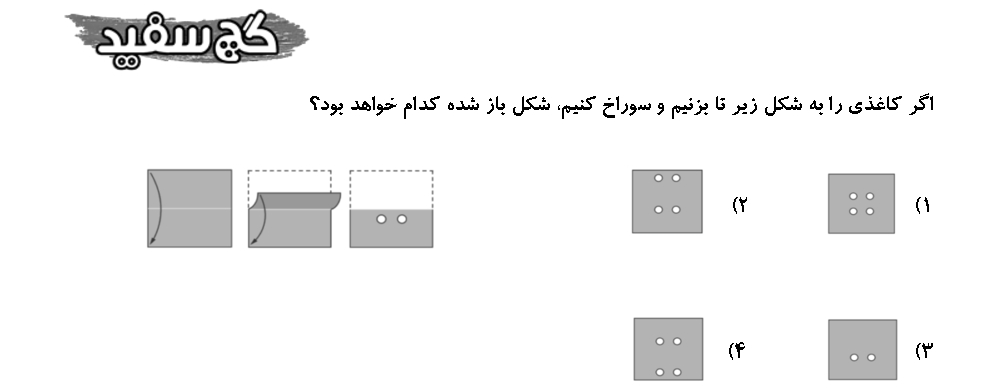 گچ سفید
اگر کاغذی را به شکل زیر تا بزنیم و سوراخ کنیم، شکل باز شده کدام خواهد بود؟
۱)
۲)
۳)
۴)